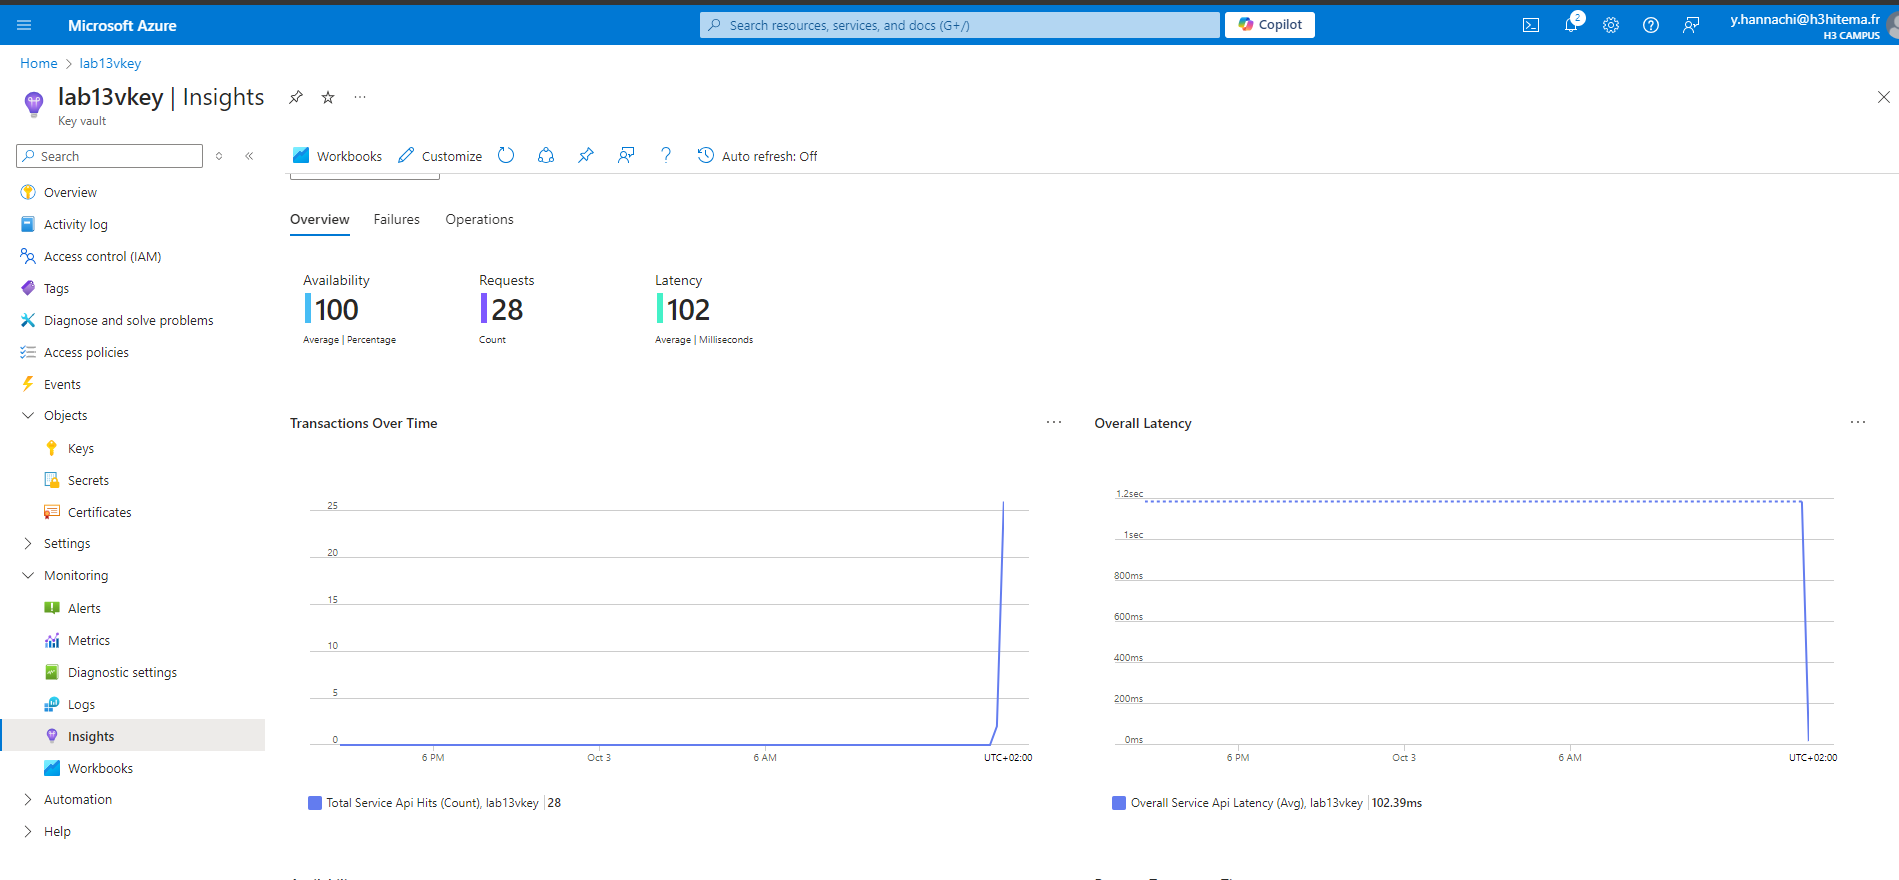 Microsoft Azure
Search resources, services, and docs (G+/)
Copilot
2
y.hannachi@h3hitema.fr
H3 CAMPUS
Home > lab13vkey
lab13vkey | Insights
Key vault
Search
Workbooks
Customize
Auto refresh: Off
Overview
Activity log
Access control (IAM)
Tags
Diagnose and solve problems
Access policies
Events
Objects
Keys
Secrets
Certificates
Settings
Monitoring
Alerts
Metrics
Diagnostic settings
Logs
Insights
Workbooks
Automation
Help
Overview Failures Operations
Availability
100
Average | Percentage
Requests
28
Count
Latency
102
Average | Milliseconds
Transactions Over Time
25
20
15
10
5
0
6 PM Oct 3 6 AM UTC+02:00
Total Service Api Hits (Count), lab13vkey | 28
Overall Latency
1.2sec
1sec
800ms
600ms
400ms
200ms
0ms
6 PM Oct 3 6 AM UTC+02:00
Overall Service Api Latency (Avg), lab13vkey | 102.39ms